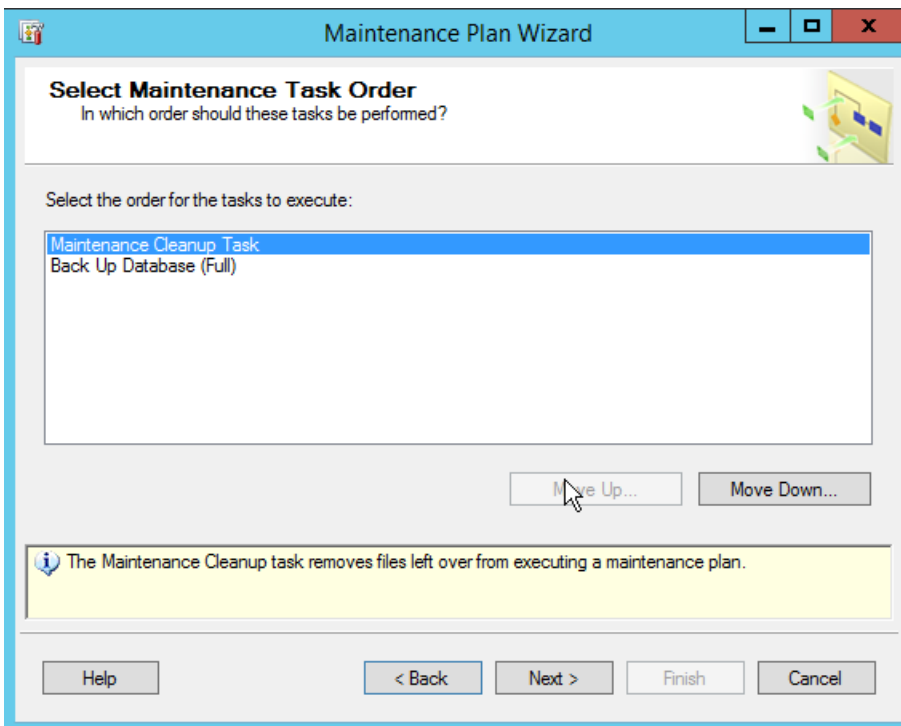 Maintenance Plan Wizard
X
Select Maintenance Task Order
In which order should these tasks be performed?
Select the order for the tasks to execute:
Maintenance Cleanup Task
Back Up Database (Full)
Move Up...
Move Down...
The Maintenance Cleanup task removes files left over from executing a maintenance plan.
Help
< Back
Next >
Finish
Cancel